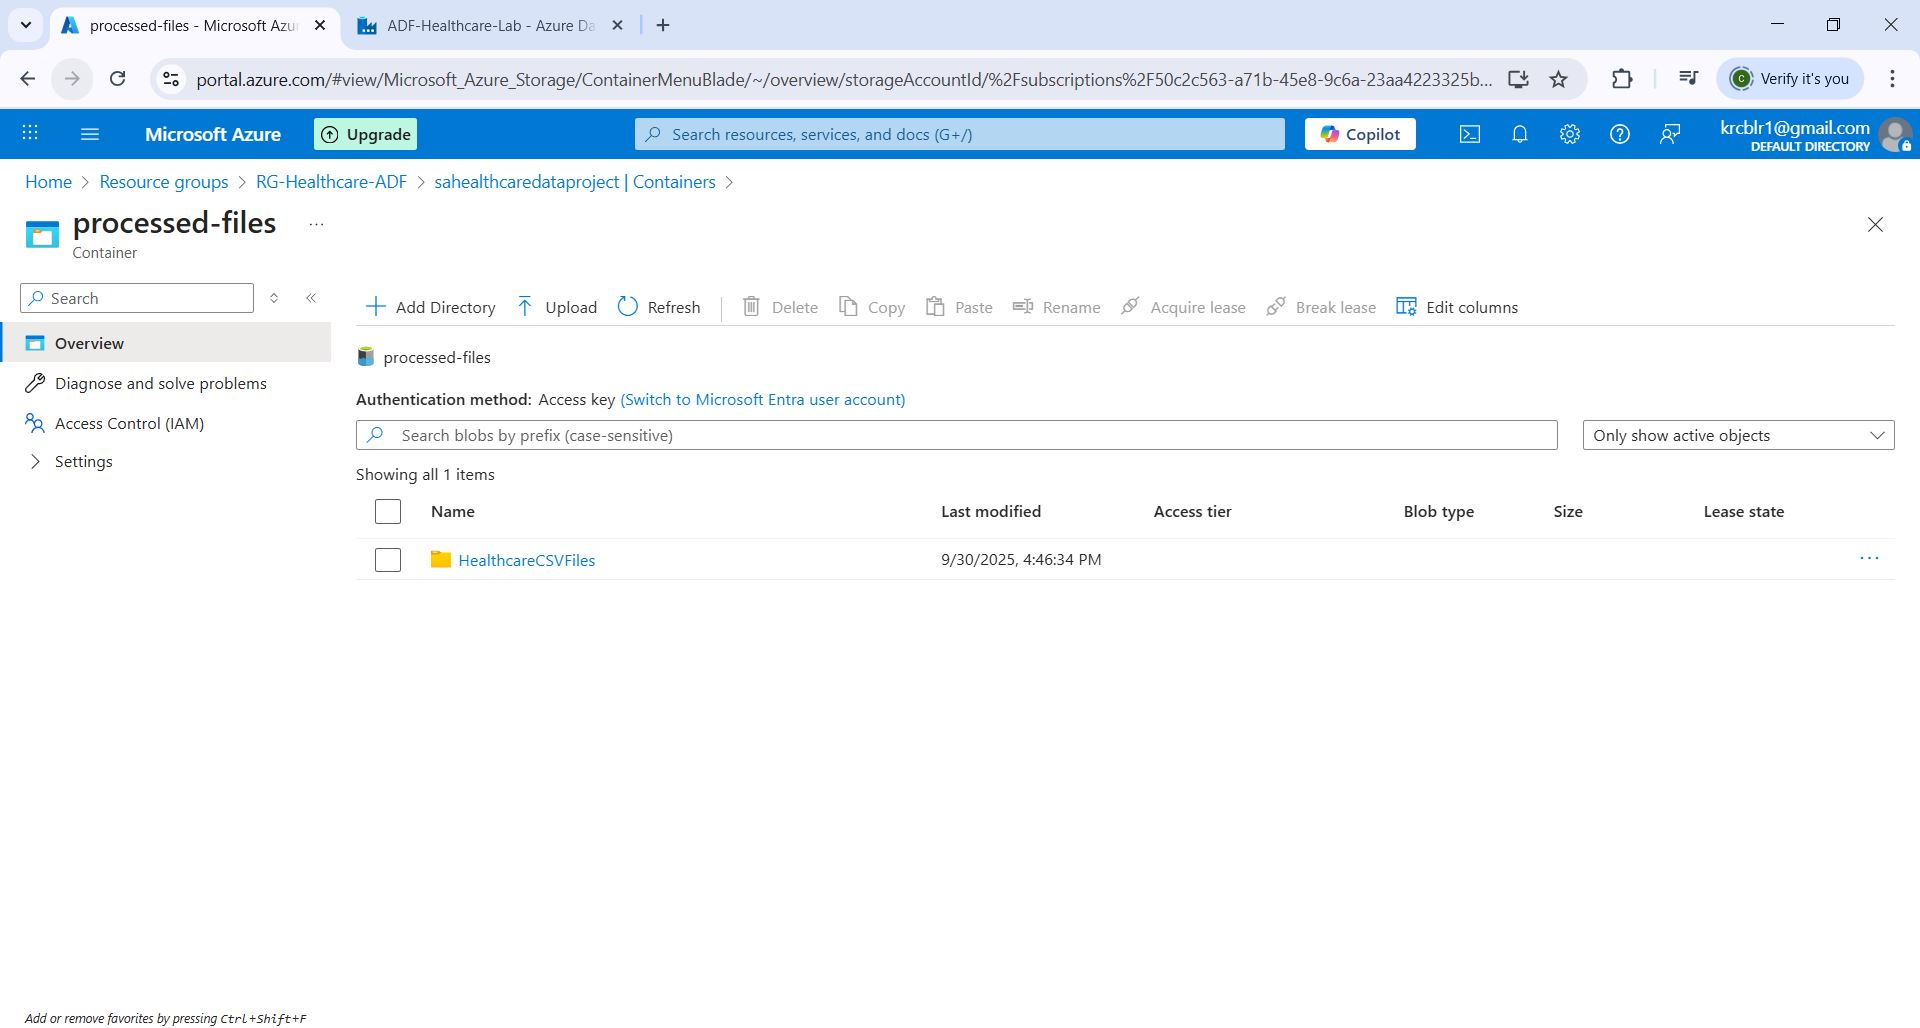 processed-files - Microsoft Azu
ADF-Healthcare-Lab - Azure Da
portal.azure.com/#view/Microsoft_Azure_Storage/ContainerMenuBlade/~/overview/storageAccountId/%2Fsubscriptions%2F50c2c563-a71b-45e8-9c6a-23aa4223325b...
Verify it's you
Microsoft Azure
Upgrade
Search resources, services, and docs (G+/)
Copilot
krcblr1@gmail.com
DEFAULT DIRECTORY
Home > Resource groups > RG-Healthcare-ADF > sahealthcaredataproject | Containers >
processed-files ...
Container
Search
Add Directory Upload Refresh Delete Copy Paste Rename Acquire lease Break lease Edit columns
Overview
Diagnose and solve problems
Access Control (IAM)
Settings
processed-files
Authentication method: Access key (Switch to Microsoft Entra user account)
Search blobs by prefix (case-sensitive)
Only show active objects
Showing all 1 items
Name Last modified Access tier Blob type Size Lease state
HealthcareCSVFiles 9/30/2025, 4:46:34 PM ...
Add or remove favorites by pressing Ctrl+Shift+F